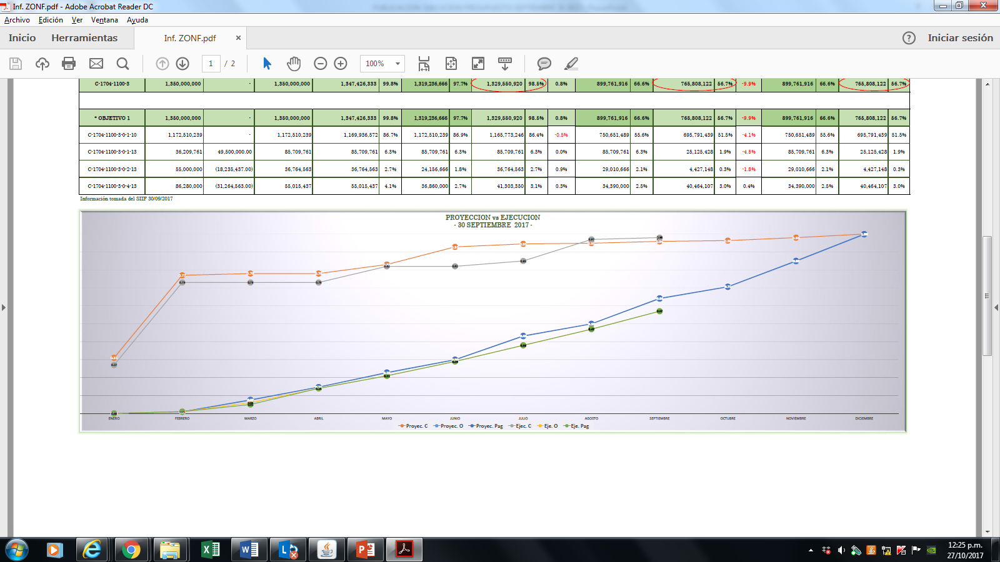 Inf. ZONF.pdf - Adobe Acrobat Reader DC
Archivo Edición Ver Ventana Ayuda
Inicio Herramientas Inf. ZONF.pdf × ? Iniciar sesión
1 / 2 100%
C-1704-1100-3 1,350,000,000 - 1,350,000,000 1,347,426,333 99.8% 1,319,236,666 97.7% 1,329,550,920 98.5% 0.8% 899,761,916 66.6% 765,808,122 56.7% -9.9% 899,761,916 66.6% 765,808,122 56.7%
* OBJETIVO 1 1,350,000,000 - 1,350,000,000 1,347,426,333 99.8% 1,319,236,666 97.7% 1,329,550,920 98.5% 0.8% 899,761,916 66.6% 765,808,122 56.7% -9.9% 899,761,916 66.6% 765,808,122 56.7%
C-1704-1100-3-0-1-10 1,172,510,239 - 1,172,510,239 1,169,936,572 86.7% 1,172,510,239 86.9% 1,165,773,246 86.4% -0.5% 750,651,489 55.6% 695,791,439 51.5% -4.1% 750,651,489 55.6% 695,791,439 51.5%
C-1704-1100-3-0-1-13 36,209,761 49,500,000.00 85,709,761 85,709,761 6.3% 85,709,761 6.3% 85,709,761 6.3% 0.0% 85,709,761 6.3% 25,125,428 1.9% -4.5% 85,709,761 6.3% 25,125,428 1.9%
C-1704-1100-3-0-2-13 55,000,000 (18,235,437.00) 36,764,563 36,764,563 2.7% 24,156,666 1.8% 36,764,563 2.7% 0.9% 29,010,666 2.1% 4,427,148 0.3% -1.8% 29,010,666 2.1% 4,427,148 0.3%
C-1704-1100-3-0-4-13 86,280,000 (31,264,563.00) 55,015,437 55,015,437 4.1% 36,860,000 2.7% 41,303,350 3.1% 0.3% 34,390,000 2.5% 40,464,107 3.0% 0.4% 34,390,000 2.5% 40,464,107 3.0%
Información tomada del SIIF 30/09/2017
PROYECCION vs EJECUCION
- 30 SEPTIEMBRE 2017 -
ENERO FEBRERO MARZO ABRIL MAYO JUNIO JULIO AGOSTO SEPTIEMBRE OCTUBRE NOVIEMBRE DICIEMBRE
Proyec. C Proyec. O Proyec. Pag Ejec. C Eje. O Eje. Pag
12:25 p.m.
27/10/2017